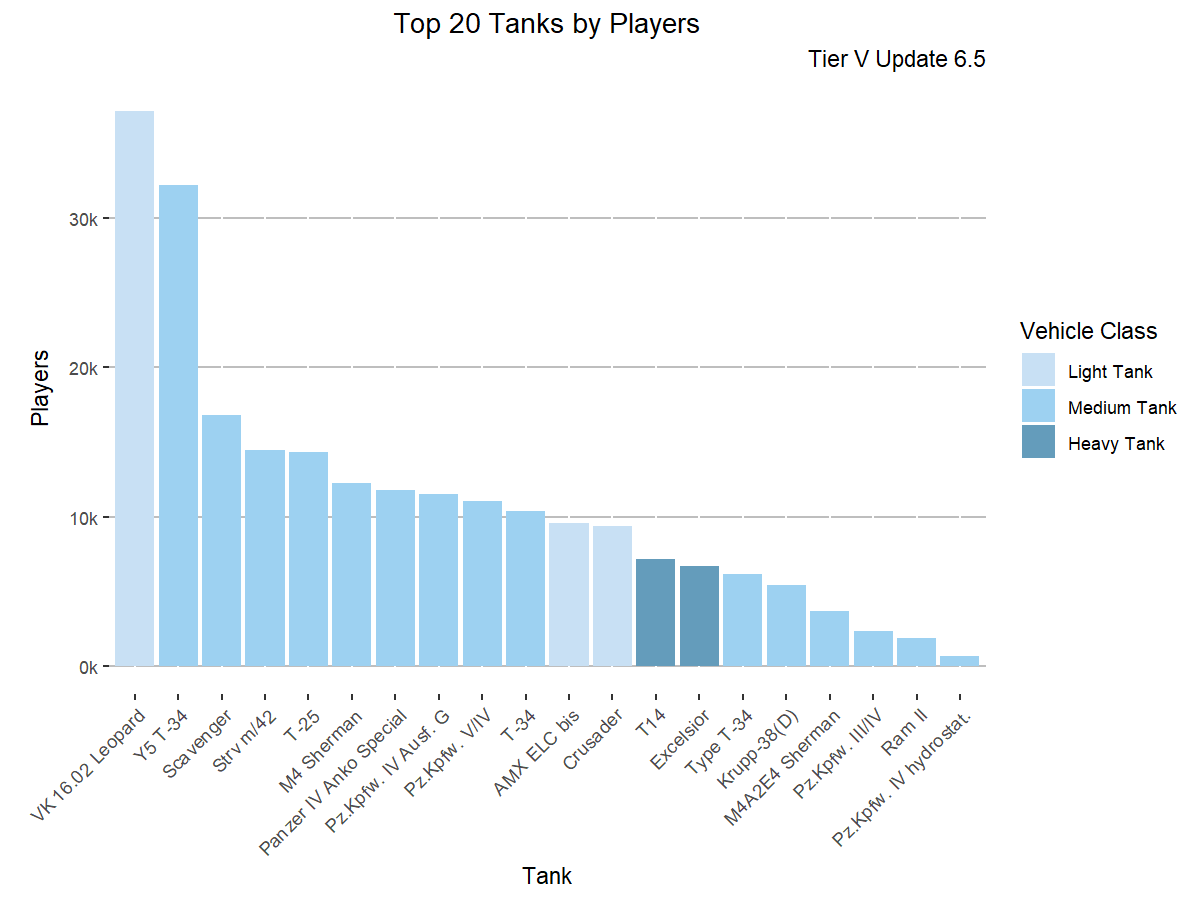 Top 20 Tanks by Players
Tier V Update 6.5
Players
30k
20k
10k
0k
VK 16.02 Leopard
Y5 T-34
Scavenger
Strv m/42
T-25
M4 Sherman
Panzer IV Anko Special
Pz.Kpfw. IV Ausf. G
Pz.Kpfw. V/IV
T-34
AMX ELC bis
Crusader
T14
Excelsior
Type T-34
Krupp-38(D)
M4A2E4 Sherman
Pz.Kpfw. III/IV
Ram II
Pz.Kpfw. IV hydrostat.
Tank
Vehicle Class
Light Tank
Medium Tank
Heavy Tank